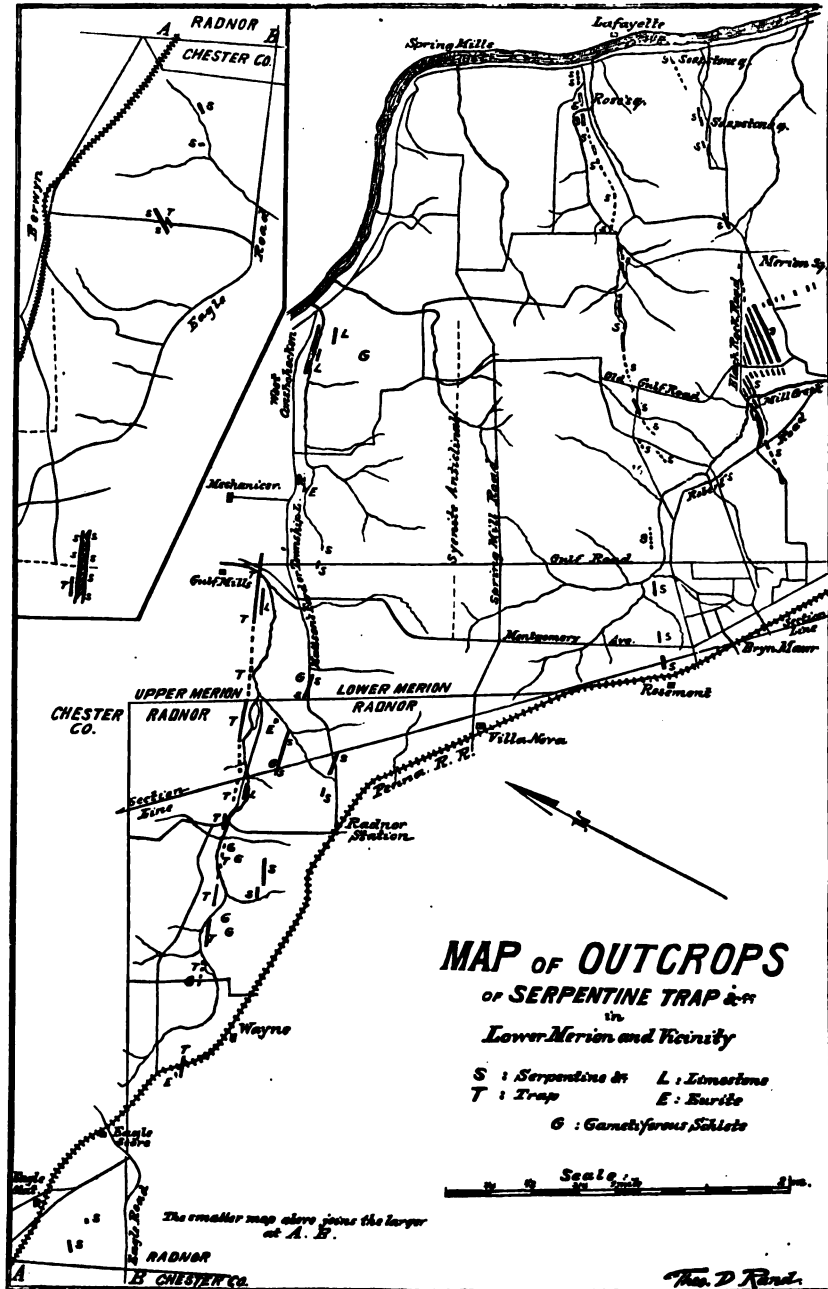 A RADNOR B
CHESTER CO.
S
S
Berwyn
S T
S
Eagle Road
S S
S S
S
T S
Spring Mills
Lafayette
Soapstone q.
Rose's q.
Soapstone q.
Merion Sq.
Black Rock Road
Old Gulf Road
Mill Creek
Road
Roberts
West Conshohocken
L
G
L
Mechanicsv.
E
Syenite Anticlinal
Spring Mill Road
Gulf Road
Gulf Mills
T
L
T
Montgomery Ave.
Section Line
Bryn Mawr
Rosemont
UPPER MERION LOWER MERION
CHESTER CO. RADNOR RADNOR
Villa Nova
Penna. R. R.
Section Line
Radnor Station
Wayne
Eagle Store
Eagle Road
MAP OF OUTCROPS
OF SERPENTINE TRAP &c
in
Lower Merion and Vicinity
S : Serpentine & L : Limestone
T : Trap E : Eurite
G : Garnetiferous Schists
Scale:
The smaller map above joins the larger
at A. B.
A B RADNOR
CHESTER CO.
Theo. D. Rand.